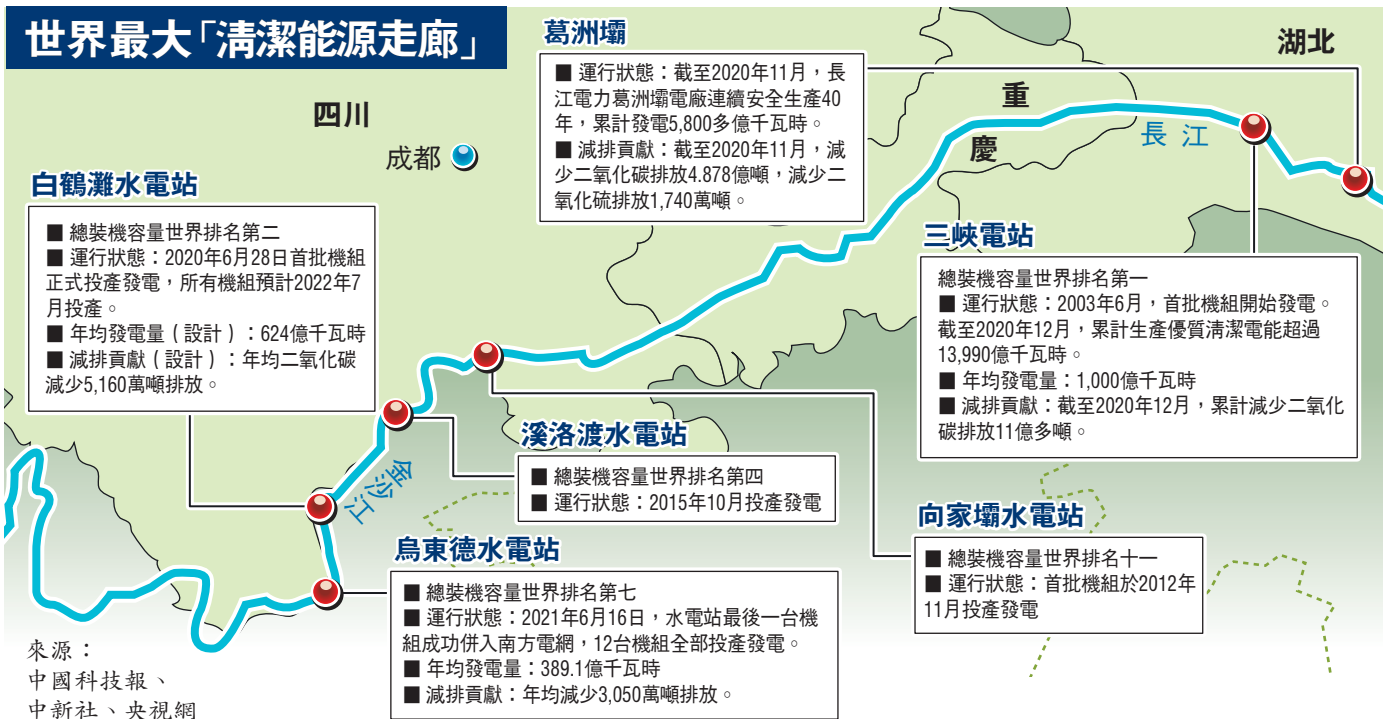 世界最大「清潔能源走廊」
四川
成都
重
慶
湖北
長江
金沙江
葛洲壩
■ 運行狀態：截至2020年11月，長
江電力葛洲壩電廠連續安全生產40
年，累計發電5,800多億千瓦時。
■ 減排貢獻：截至2020年11月，減
少二氧化碳排放4.878億噸，減少二
氧化硫排放1,740萬噸。
白鶴灘水電站
■ 總裝機容量世界排名第二
■ 運行狀態：2020年6月28日首批機組
正式投產發電，所有機組預計2022年7
月投產。
■ 年均發電量（設計）：624億千瓦時
■ 減排貢獻（設計）：年均二氧化碳
減少5,160萬噸排放。
三峽電站
總裝機容量世界排名第一
■ 運行狀態：2003年6月，首批機組開始發電。
截至2020年12月，累計生產優質清潔電能超過
13,990億千瓦時。
■ 年均發電量：1,000億千瓦時
■ 減排貢獻：截至2020年12月，累計減少二氧化
碳排放11億多噸。
溪洛渡水電站
■ 總裝機容量世界排名第四
■ 運行狀態：2015年10月投產發電
向家壩水電站
■ 總裝機容量世界排名十一
■ 運行狀態：首批機組於2012年
11月投產發電
烏東德水電站
■ 總裝機容量世界排名第七
■ 運行狀態：2021年6月16日，水電站最後一台機
組成功併入南方電網，12台機組全部投產發電。
■ 年均發電量：389.1億千瓦時
■ 減排貢獻：年均減少3,050萬噸排放。
來源：
中國科技報、
中新社、央視網